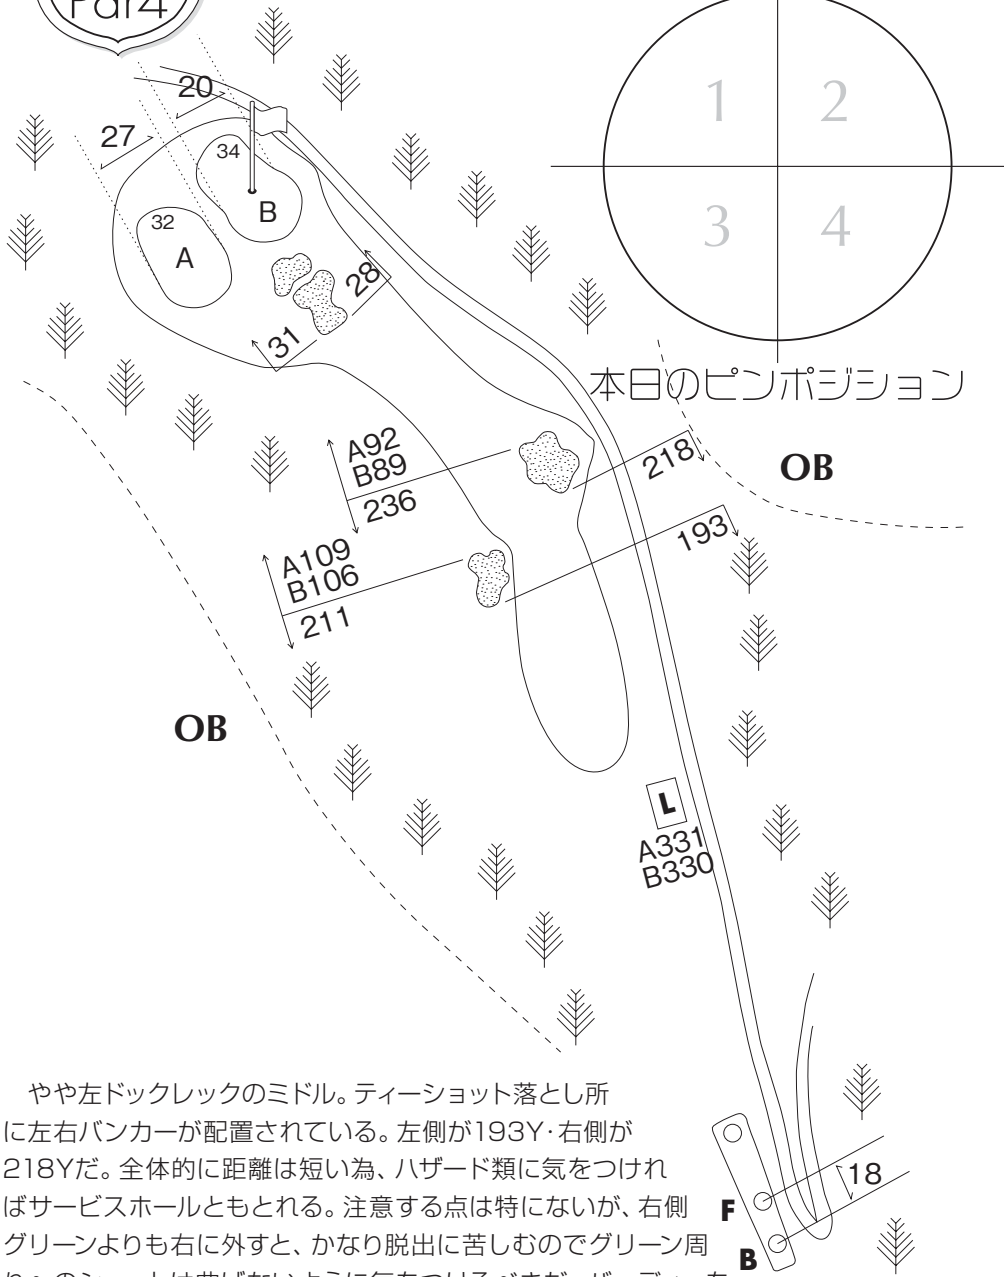 Par4
1 2
3 4
本日のピンポジション
20
27
34
B
32
A
28
31
A92
B89
236
218
OB
193
A109
B106
211
OB
L
A331
B330
やや左ドックレックのミドル。ティーショット落とし所
に左右バンカーが配置されている。左側が193Y・右側が
218Yだ。全体的に距離は短い為、ハザード類に気をつけれ
ばサービスホールともとれる。注意する点は特にないが、右側
グリーンよりも右に外すと、かなり脱出に苦しむのでグリーン周
18
F
B